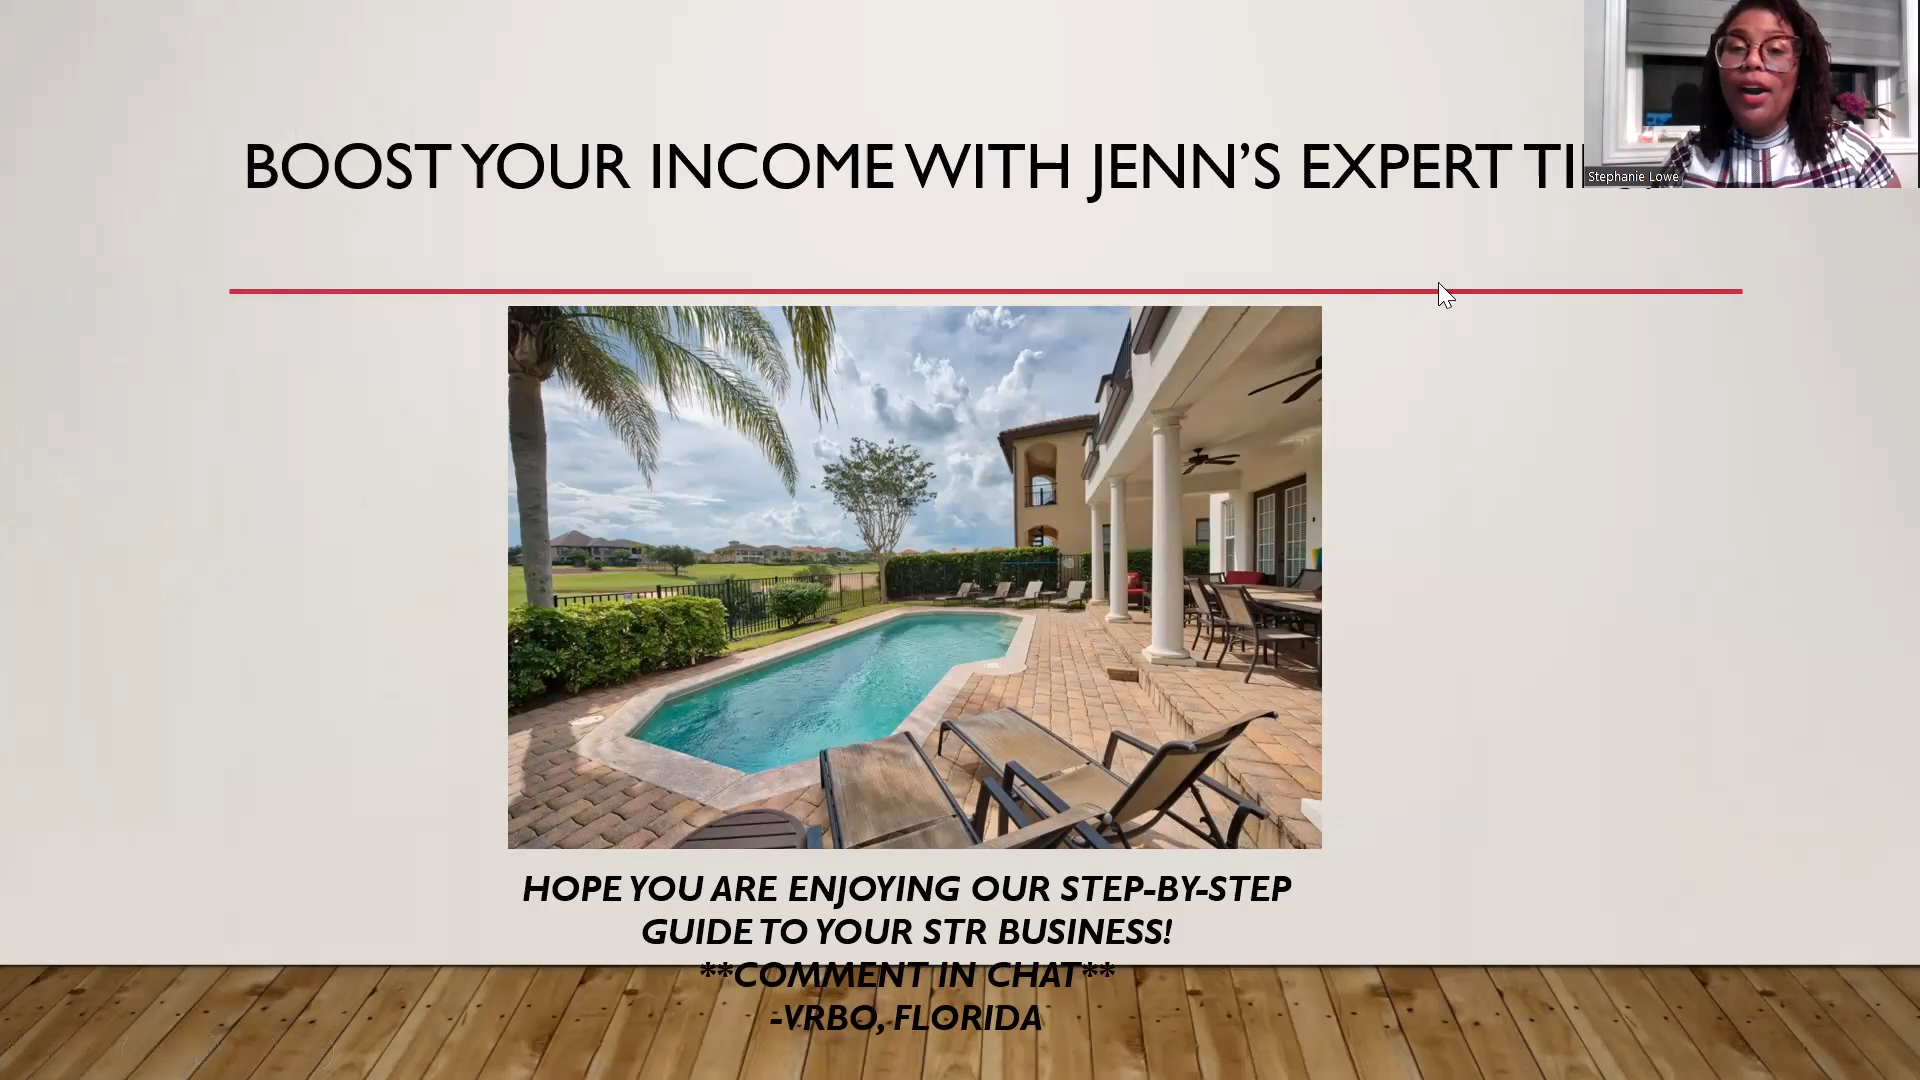 BOOST YOUR INCOME WITH JENN'S EXPERT
Stephanie Lowe
HOPE YOU ARE ENJOYING OUR STEP-BY-STEP
GUIDE TO YOUR STR BUSINESS!
**COMMENT IN CHAT**
-VRBO, FLORIDA